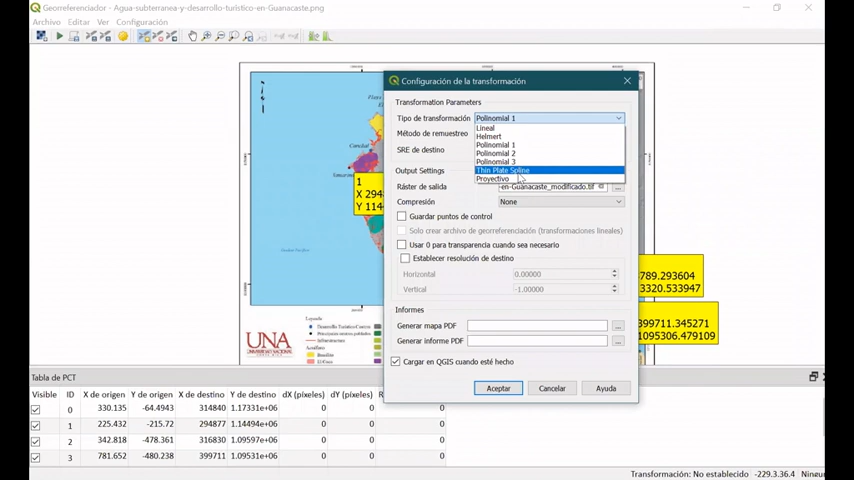 Georreferenciador - Agua-subterranea-y-desarrollo-turistico-en-Guanacaste.png
Archivo Editar Ver Configuración
Configuración de la transformación
Transformation Parameters
Tipo de transformación Polinomial 1
Lineal
Helmert
Método de remuestreo
Polinomial 1
SRE de destino
Polinomial 2
Polinomial 3
Output Settings
Thin Plate Spline
Proyectivo
Ráster de salida -en-Guanacaste_modificado.tif ...
Compresión None
Guardar puntos de control
Solo crear archivo de georreferenciación (transformaciones lineales)
Usar 0 para transparencia cuando sea necesario
Establecer resolución de destino
Horizontal 0.00000
Vertical -1.00000
Informes
Generar mapa PDF ...
Generar informe PDF ...
Cargar en QGIS cuando esté hecho
Aceptar Cancelar Ayuda
1
X 2948
Y 114
789.293604
3320.533947
399711.345271
1095306.479109
UNA
Tabla de PCT
Visible ID X de origen Y de origen X de destino Y de destino dX (píxeles) dY (píxeles) R
0 330.135 -64.4943 314840 1.17331e+06 0 0 0
1 225.432 -215.72 294877 1.14494e+06 0 0 0
2 342.818 -478.361 316830 1.09597e+06 0 0 0
3 781.652 -480.238 399711 1.09531e+06 0 0 0
Transformación: No establecido -229.3,36.4 Ningun